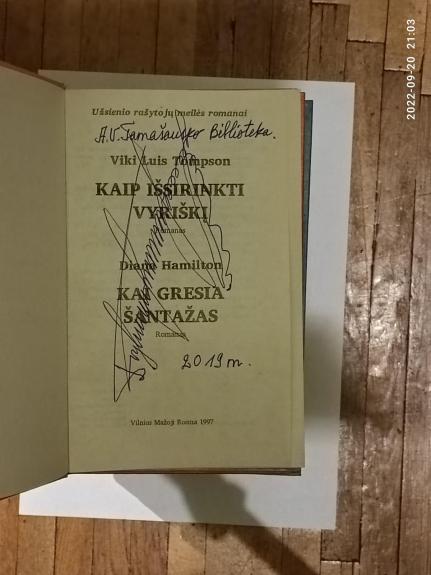 2022-09-20 21:03
Užsienio rašytojų meilės romanai
A.V. Tamašausko Biblioteka.
Viki Luis Tompson
KAIP IŠSIRINKTI
VYRIŠKĮ
Romanas
Diana Hamilton
KAI GRESIA
ŠANTAŽAS
Romanas
2019 m.
Vilnius Mažoji Rosma 1997